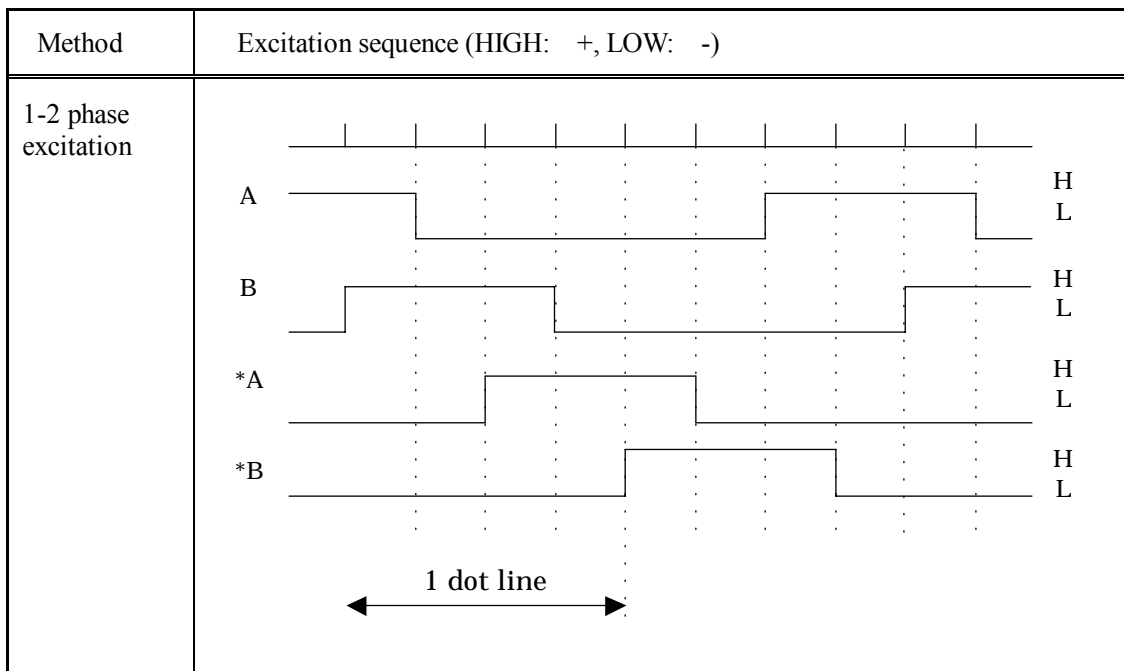 Method
Excitation sequence (HIGH: +, LOW: -)
1-2 phase
excitation
A
H
L
B
H
L
*A
H
L
*B
H
L
1 dot line